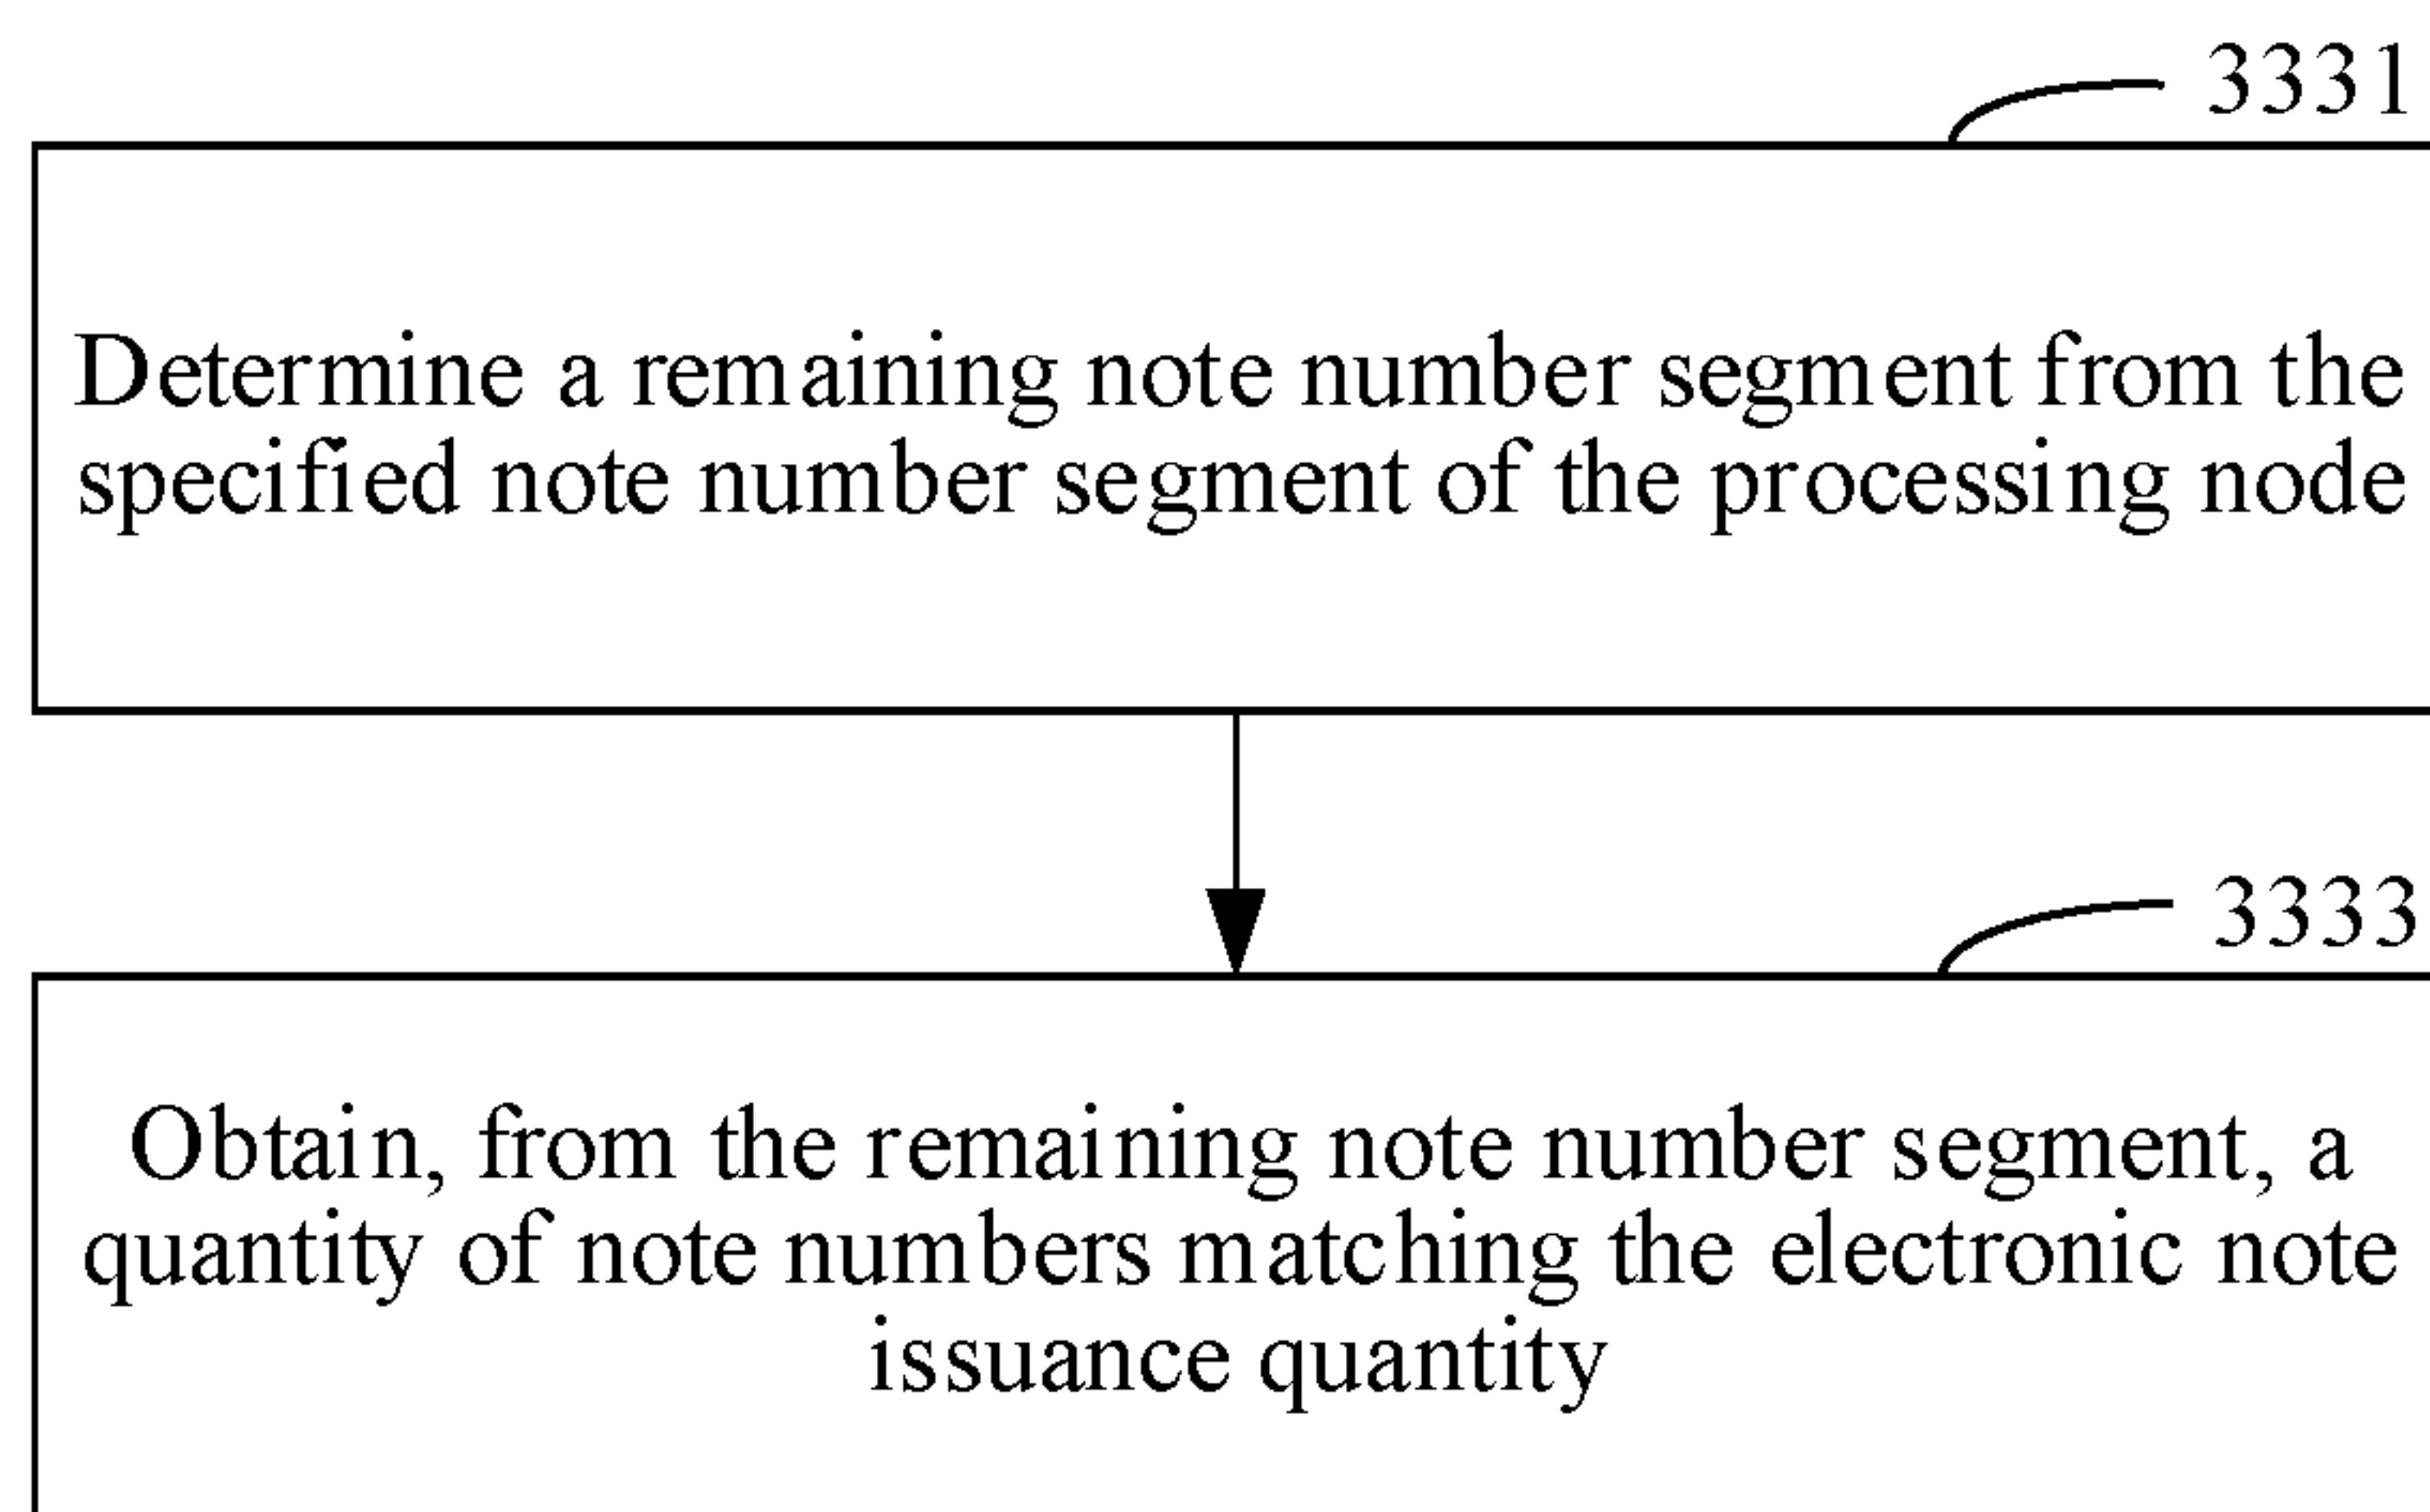 3331
Determine a remaining note number segment from the
specified note number segment of the processing node
3333
Obtain, from the remaining note number segment, a
quantity of note numbers matching the electronic note
issuance quantity